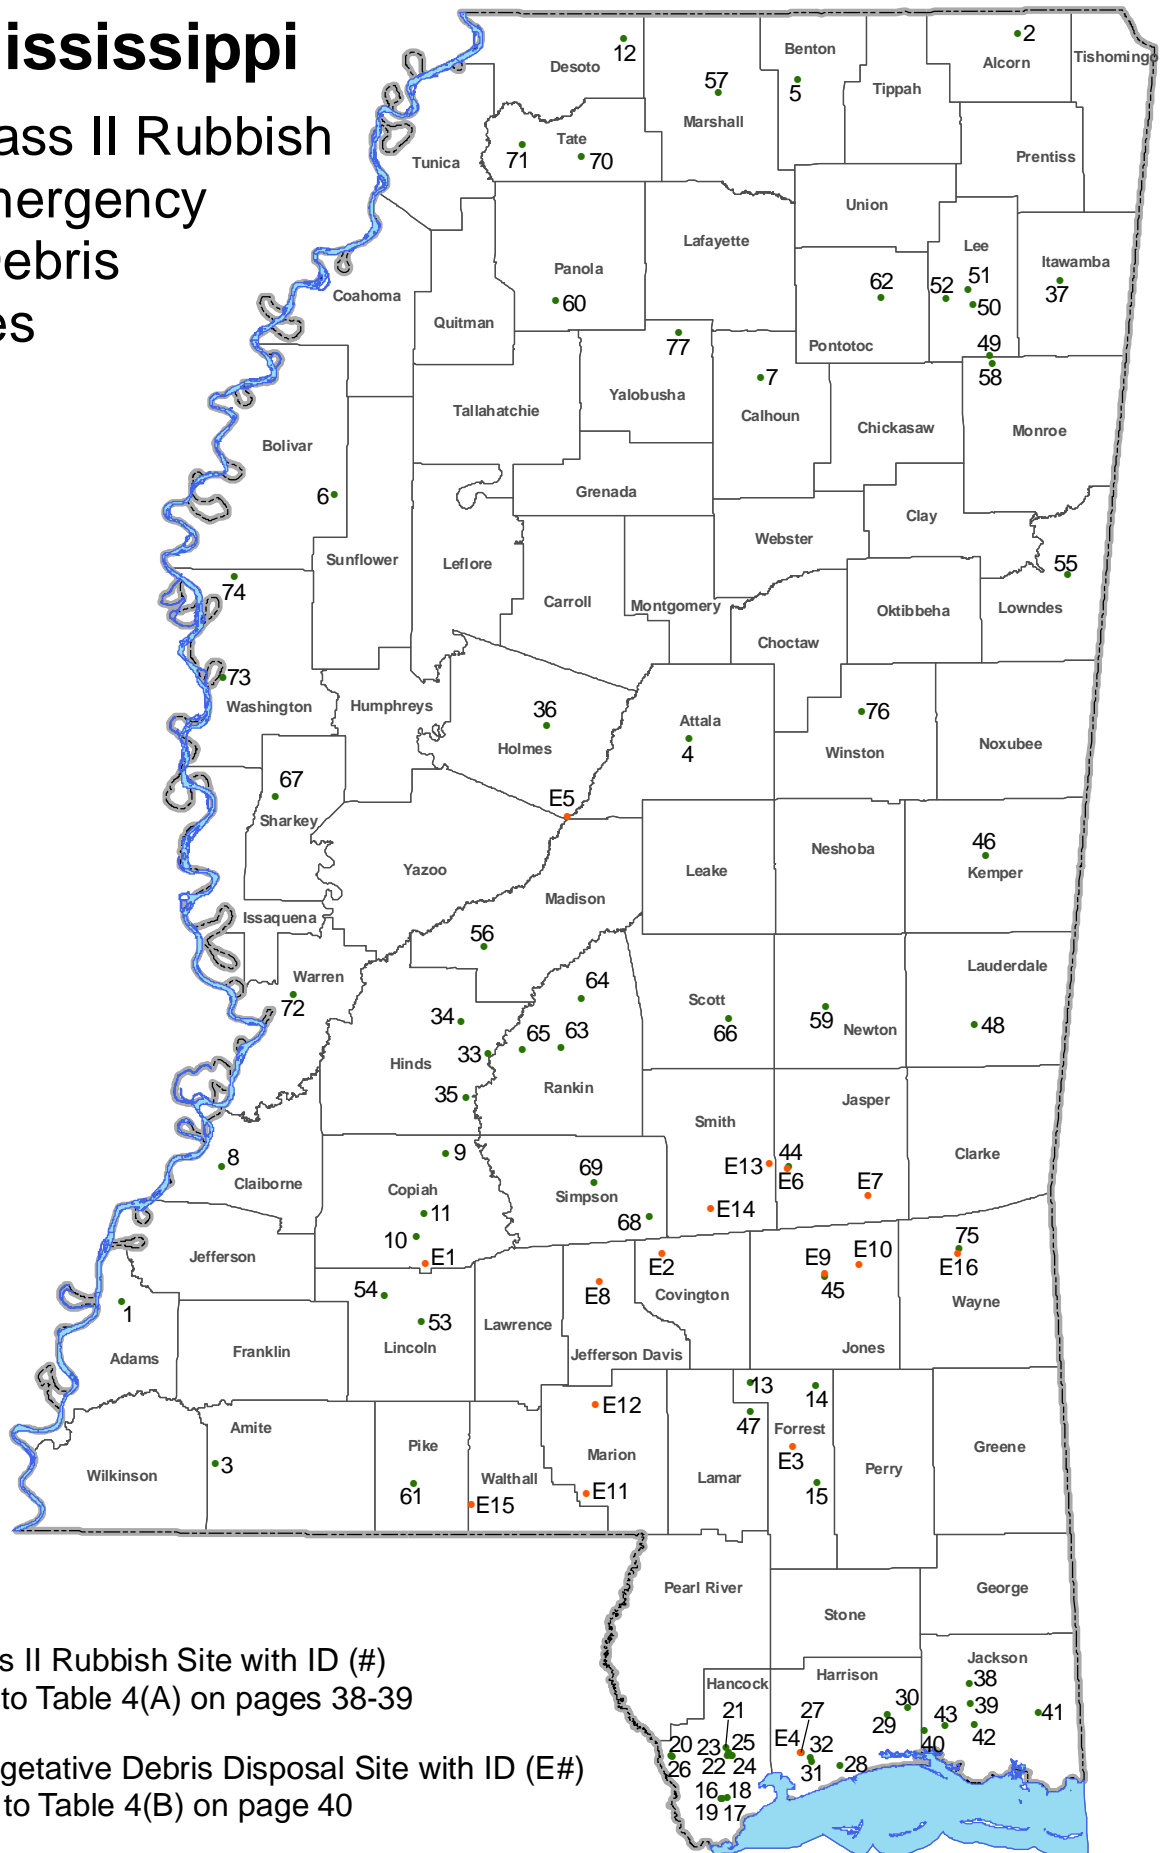 ississippi
ass II Rubbish
mergency
Debris
es
Desoto
12
57
Marshall
Benton
5
Tippah
2
Alcorn
Tishomingo
Tunica
Tate
71
70
Prentiss
Union
Lafayette
Lee
Itawamba
37
Coahoma
Panola
60
Quitman
62
52
51
50
Pontotoc
49
58
77
7
Yalobusha
Calhoun
Tallahatchie
Chickasaw
Monroe
Bolivar
6
Grenada
Clay
Webster
Sunflower
Leflore
55
74
Carroll
Montgomery
Oktibbeha
Lowndes
Choctaw
73
Washington
Humphreys
36
Holmes
Attala
4
76
Winston
Noxubee
67
Sharkey
E5
Yazoo
Leake
Neshoba
46
Kemper
Madison
Issaquena
56
Warren
72
64
Lauderdale
Scott
66
59
Newton
48
34
33
65
63
Hinds
Rankin
35
Jasper
Smith
8
Claiborne
9
Copiah
11
10
E1
69
Simpson
68
E13
44
E6
E7
E14
Clarke
Jefferson
54
53
Lincoln
E2
E8
Covington
Lawrence
Jefferson Davis
E9
45
E10
Jones
75
E16
Wayne
1
Adams
Franklin
Amite
3
Wilkinson
Pike
61
Walthall
E15
E12
Marion
E11
13
47
14
Forrest
E3
15
Lamar
Perry
Greene
Pearl River
Stone
George
s II Rubbish Site with ID (#)
to Table 4(A) on pages 38-39
Hancock
Harrison
Jackson
38
39
41
42
43
40
30
29
27
E4
32
31
28
21
20
26
23
25
22
24
16
18
19
17
getative Debris Disposal Site with ID (E#)
to Table 4(B) on page 40